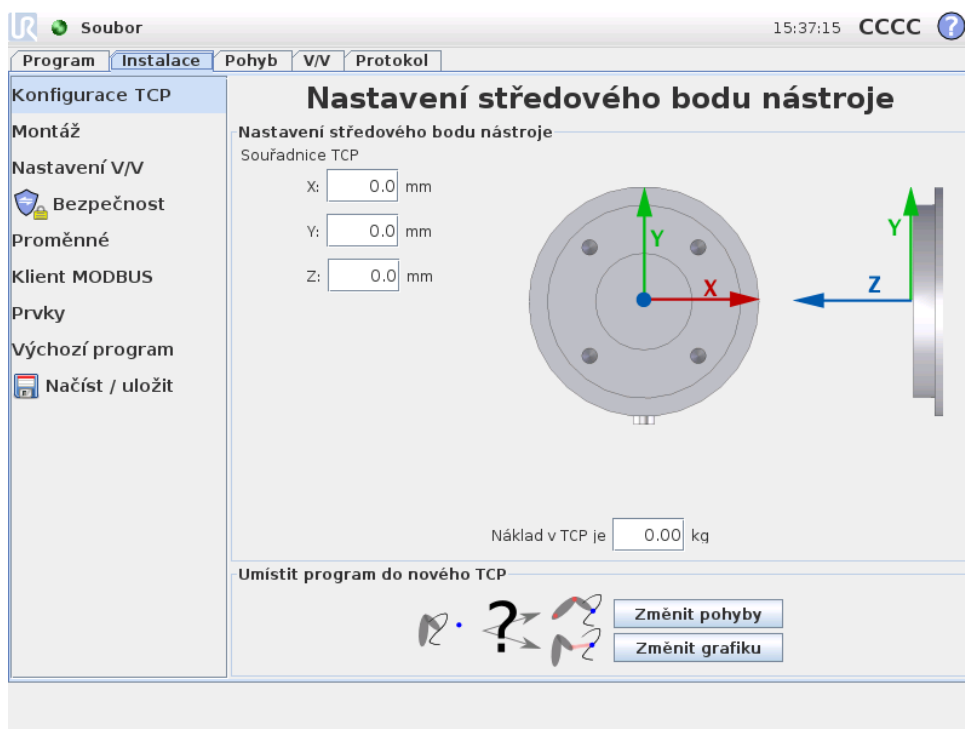 UR Soubor 15:37:15 CCCC ?
Program Instalace Pohyb V/V Protokol
Konfigurace TCP
Montáž
Nastavení V/V
Bezpečnost
Proměnné
Klient MODBUS
Prvky
Výchozí program
Načíst / uložit
Nastavení středového bodu nástroje
Nastavení středového bodu nástroje
Souřadnice TCP
X: 0.0 mm
Y: 0.0 mm
Z: 0.0 mm
Y
X
Y
Z
Náklad v TCP je 0.00 kg
Umístit program do nového TCP
?
Změnit pohyby
Změnit grafiku